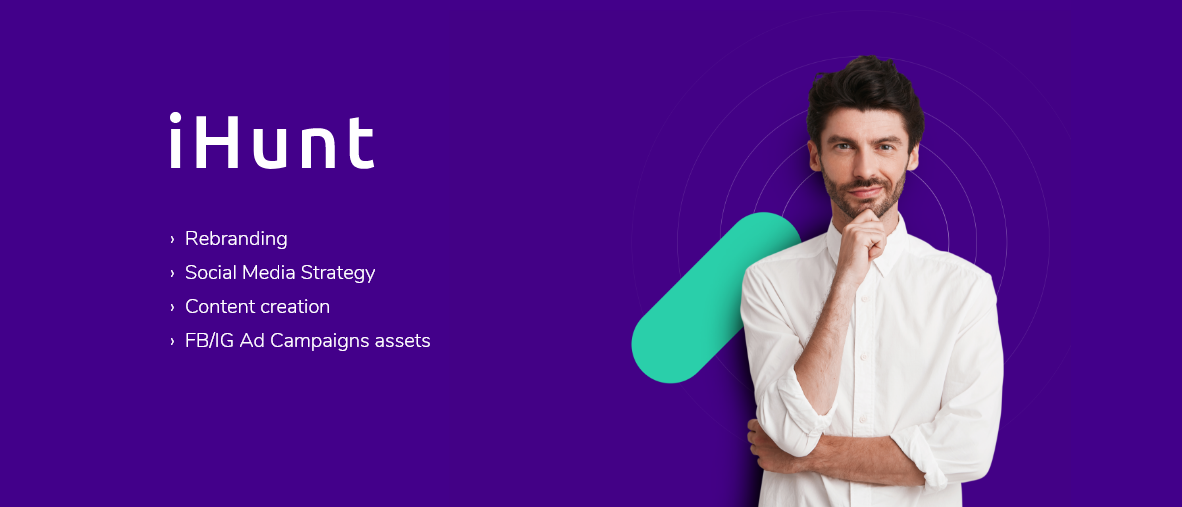 iHunt
› Rebranding
› Social Media Strategy
› Content creation
› FB/IG Ad Campaigns assets